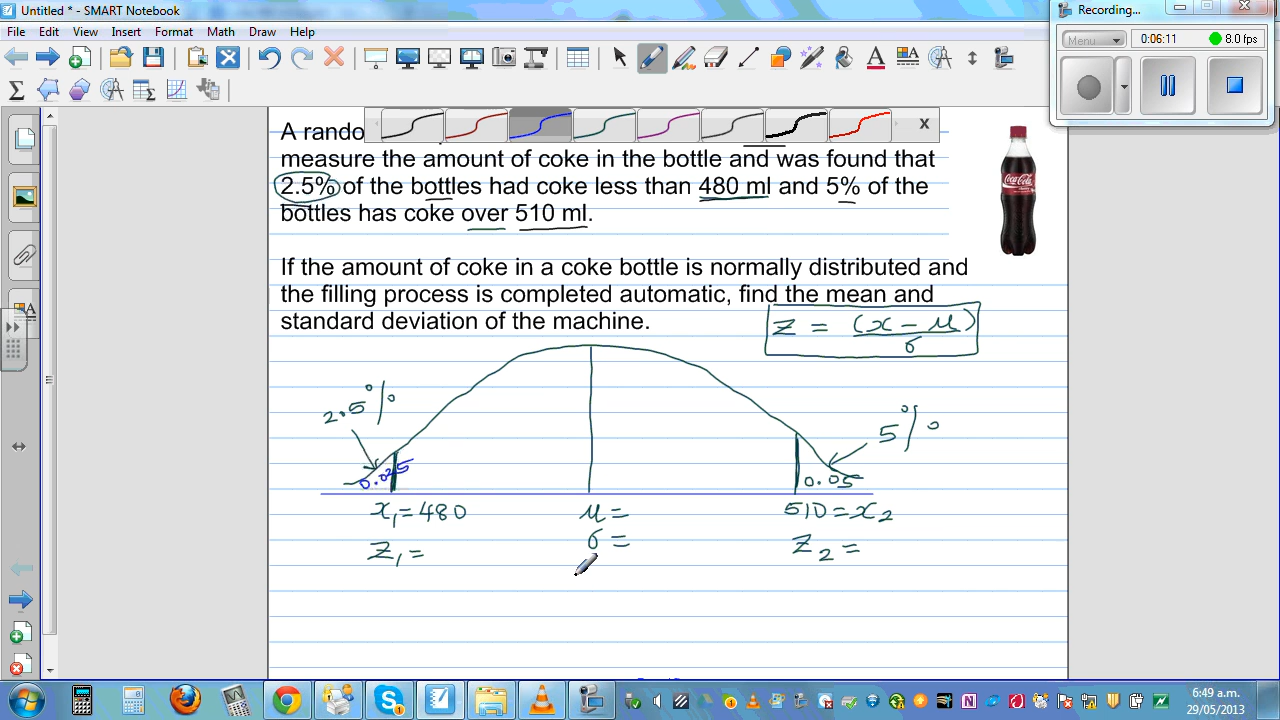 Untitled * - SMART Notebook
Recording...
File Edit View Insert Format Math Draw Help
Menu
0:06:11
8.0 fps
A rando
x
measure the amount of coke in the bottle and was found that
2.5% of the bottles had coke less than 480 ml and 5% of the
bottles has coke over 510 ml.
Coca-Cola
If the amount of coke in a coke bottle is normally distributed and
the filling process is completed automatic, find the mean and
standard deviation of the machine.
Z = (x - μ) / σ
2.5%
5%
0.025
0.05
x₁ = 480
μ =
510 = x₂
σ =
Z₁ =
Z₂ =
6:49 a.m.
29/05/2013